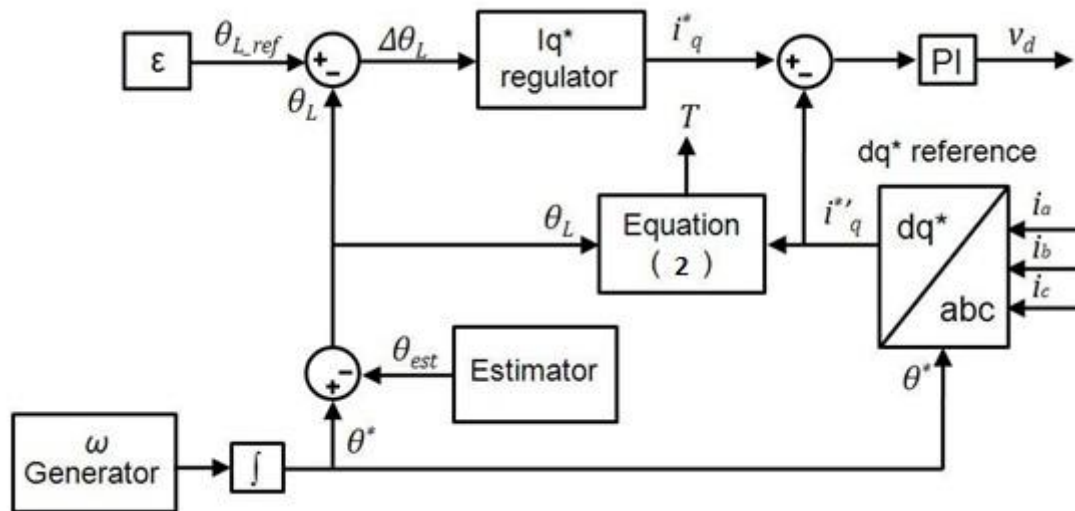 ε
θL_ref
+
-
ΔθL
Iq*
regulator
i*q
+
-
PI
vd
θL
T
dq* reference
θL
Equation
( 2 )
i*′q
dq*
abc
ia
ib
ic
+
-
θest
Estimator
θ*
ω
Generator
∫
θ*